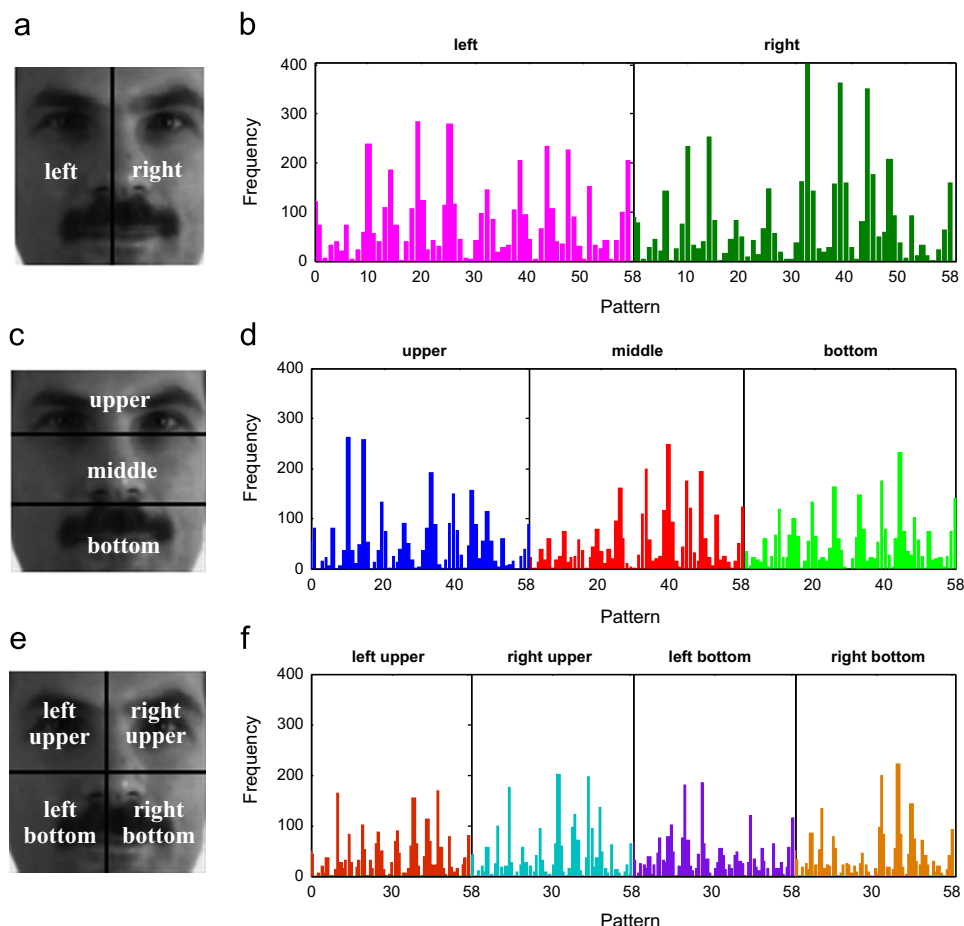 a
b
left
right
left
right
Frequency
400
300
200
100
0
0
10
20
30
40
50
58
10
20
30
40
50
58
Pattern
c
d
upper
middle
bottom
upper
middle
bottom
Frequency
400
300
200
100
0
0
20
40
58
20
40
58
20
40
58
Pattern
e
f
left upper
right upper
left bottom
right bottom
left
upper
right
upper
left
bottom
right
bottom
Frequency
400
300
200
100
0
0
30
58
30
58
30
58
30
58
Pattern